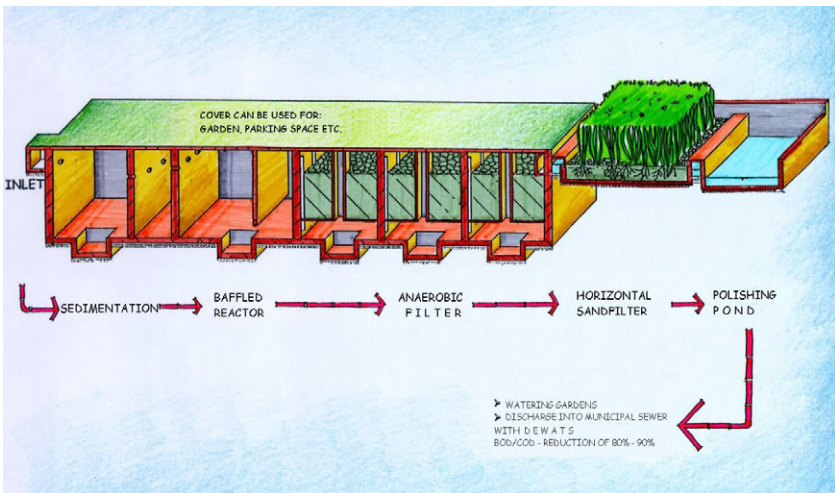 COVER CAN BE USED FOR:
GARDEN, PARKING SPACE ETC.
INLET
SEDIMENTATION
BAFFLED
REACTOR
ANAEROBIC
FILTER
HORIZONTAL
SANDFILTER
POLISHING
POND
➢ WATERING GARDENS
➢ DISCHARGE INTO MUNICIPAL SEWER
WITH DEWATS
BOD/COD - REDUCTION OF 80% - 90%